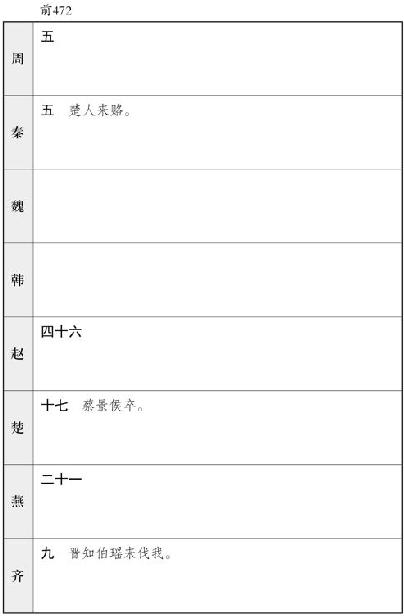 前472
周 五
秦 五 楚人来赂。
魏
韩
赵 四十六
楚 十七 蔡景侯卒。
燕 二十一
齐 九 晋知伯瑶来伐我。